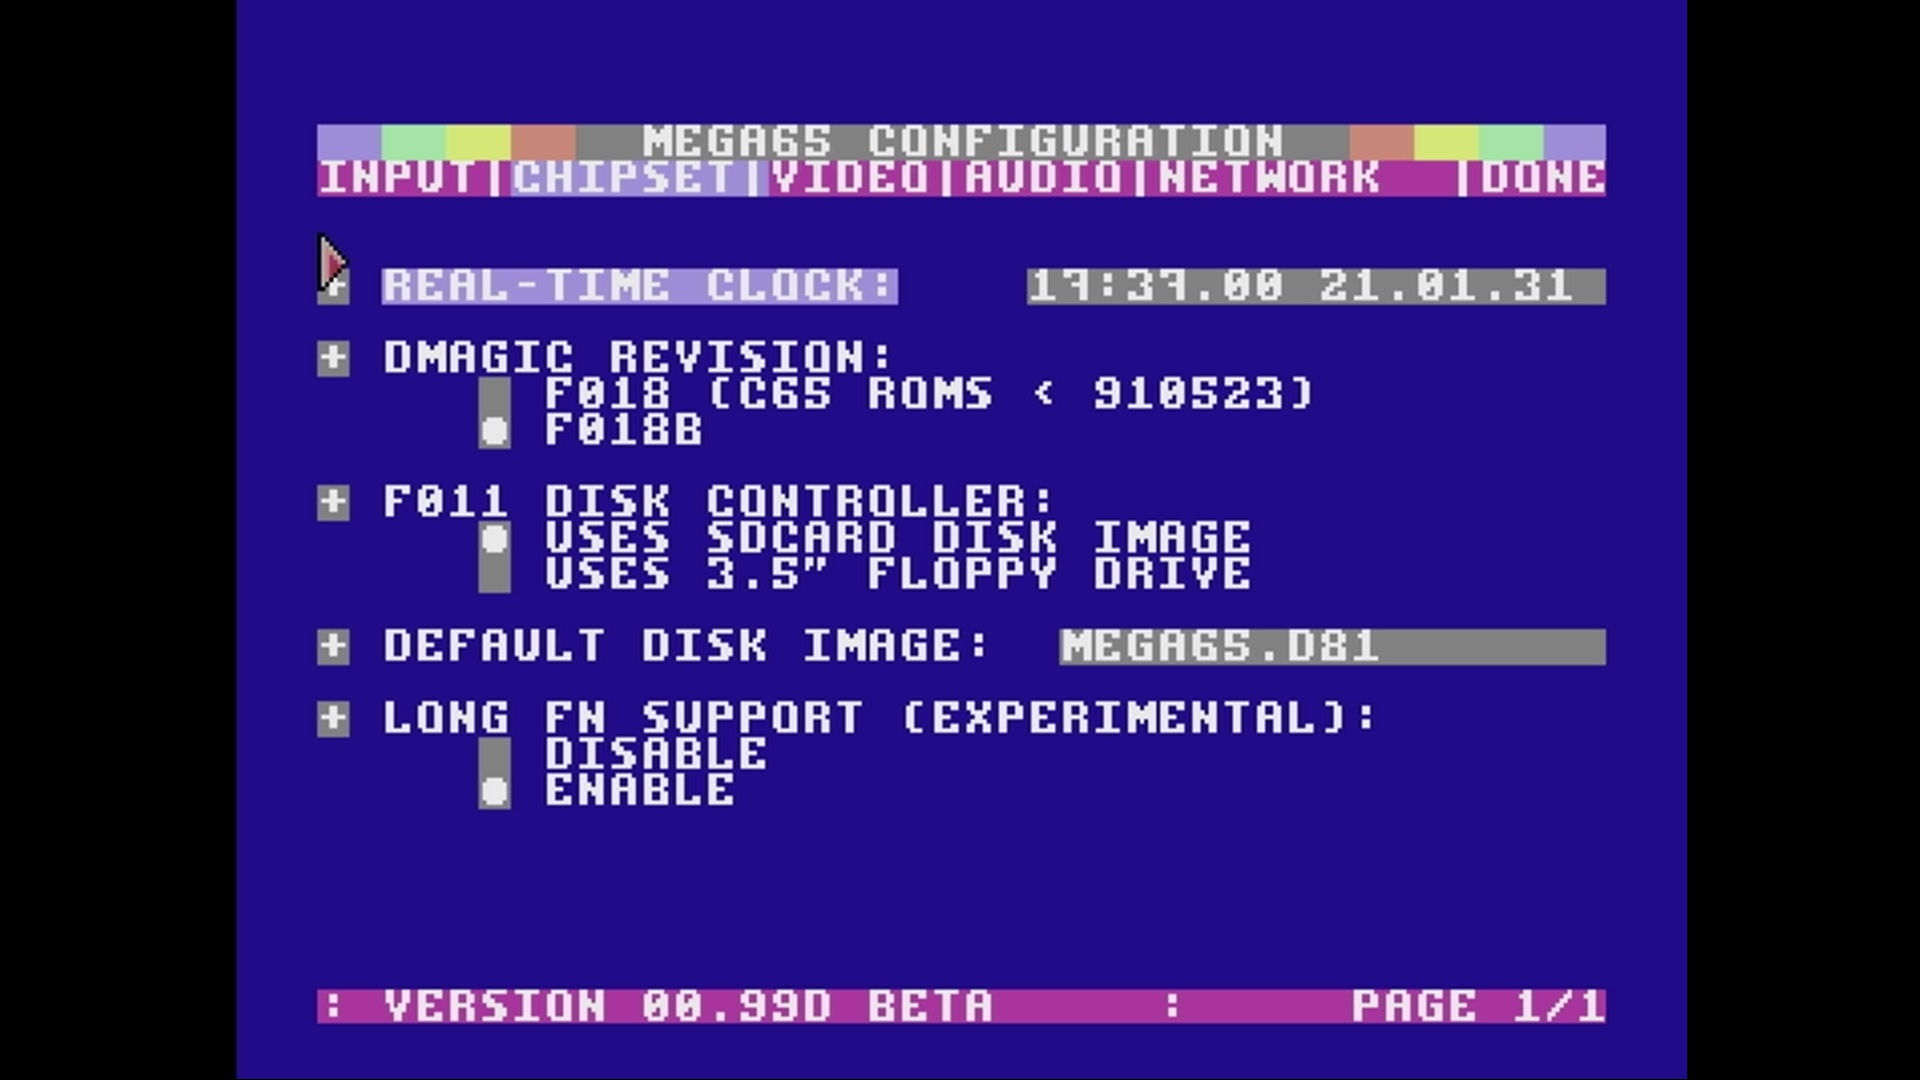 MEGA65 CONFIGURATION
INPUT|CHIPSET|VIDEO|AUDIO|NETWORK |DONE
+ REAL-TIME CLOCK: 17:37.00 21.01.31
+ DMAGIC REVISION:
F018 (C65 ROMS < 910523)
F018B
+ F011 DISK CONTROLLER:
USES SDCARD DISK IMAGE
USES 3.5" FLOPPY DRIVE
+ DEFAULT DISK IMAGE: MEGA65.D81
+ LONG FN SUPPORT (EXPERIMENTAL):
DISABLE
ENABLE
: VERSION 00.99D BETA : PAGE 1/1